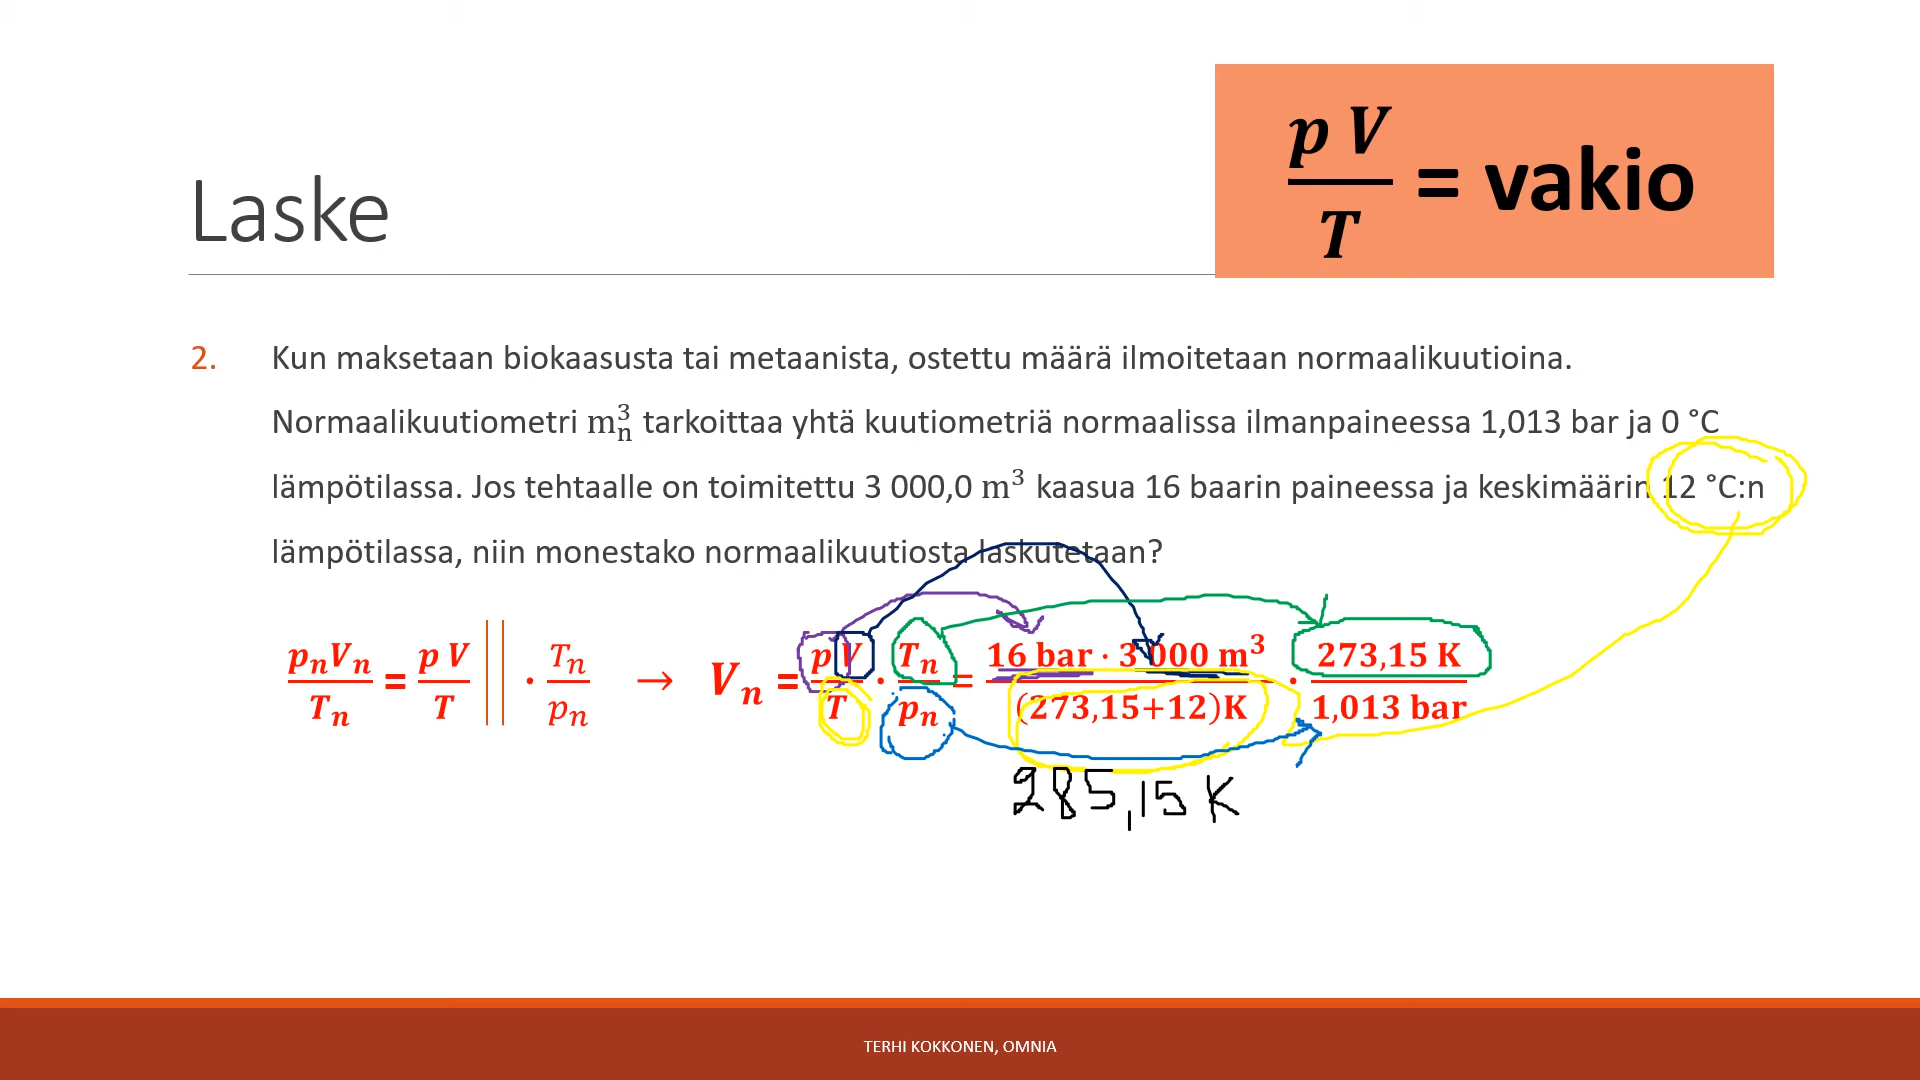 p V / T = vakio
Laske
2. Kun maksetaan biokaasusta tai metaanista, ostettu määrä ilmoitetaan normaalikuutioina.
Normaalikuutiometri m³ₙ tarkoittaa yhtä kuutiometriä normaalissa ilmanpaineessa 1,013 bar ja 0 °C
lämpötilassa. Jos tehtaalle on toimitettu 3 000,0 m³ kaasua 16 baarin paineessa ja keskimäärin 12 °C:n
lämpötilassa, niin monestako normaalikuutiosta laskutetaan?
pₙVₙ / Tₙ = p V / T || · Tₙ / pₙ → Vₙ = p V / T · Tₙ / pₙ = 16 bar · 3 000 m³ / (273,15+12)K · 273,15 K / 1,013 bar
285,15 K
TERHI KOKKONEN, OMNIA